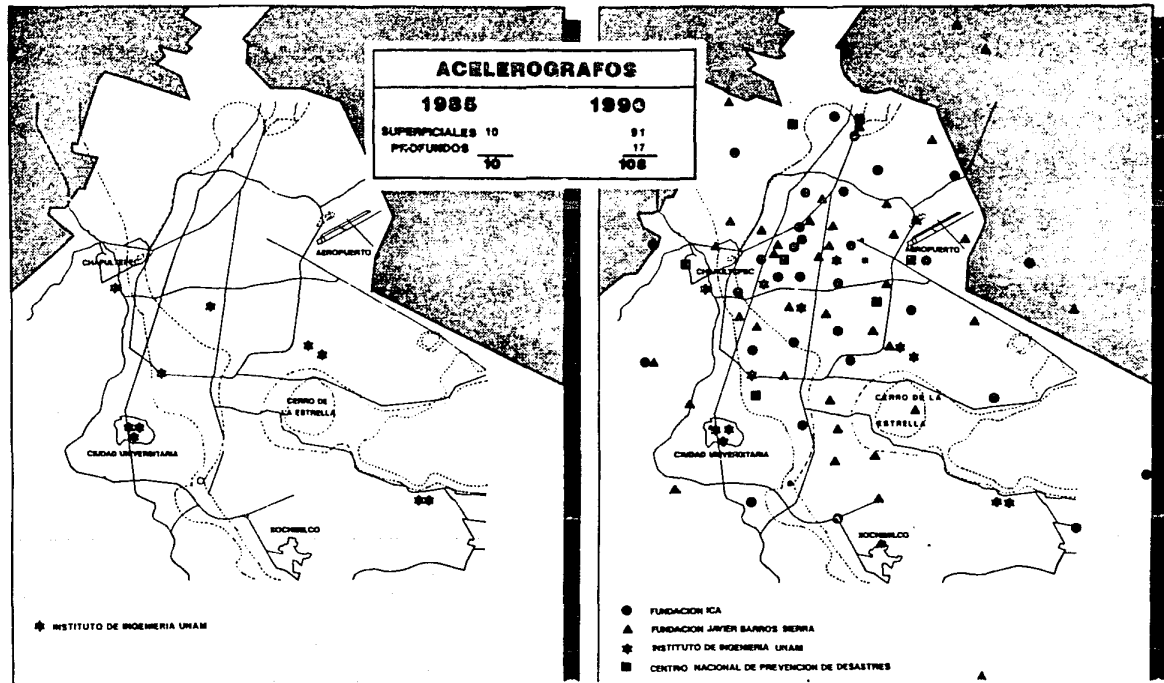 ACELEROGRAFOS
1985 1990
SUPERFICIALES 10 91
PROFUNDOS 17
10 108
CHAPULTEPEC
AEROPUERTO
CERRO DE
LA ESTRELLA
CIUDAD UNIVERSITARIA
XOCHIMILCO
INSTITUTO DE INGENIERIA UNAM
CHAPULTEPEC
AEROPUERTO
CERRO DE LA
ESTRELLA
CIUDAD UNIVERSITARIA
XOCHIMILCO
FUNDACION ICA
FUNDACION JAVIER BARROS SIERRA
INSTITUTO DE INGENIERIA UNAM
CENTRO NACIONAL DE PREVENCION DE DESASTRES